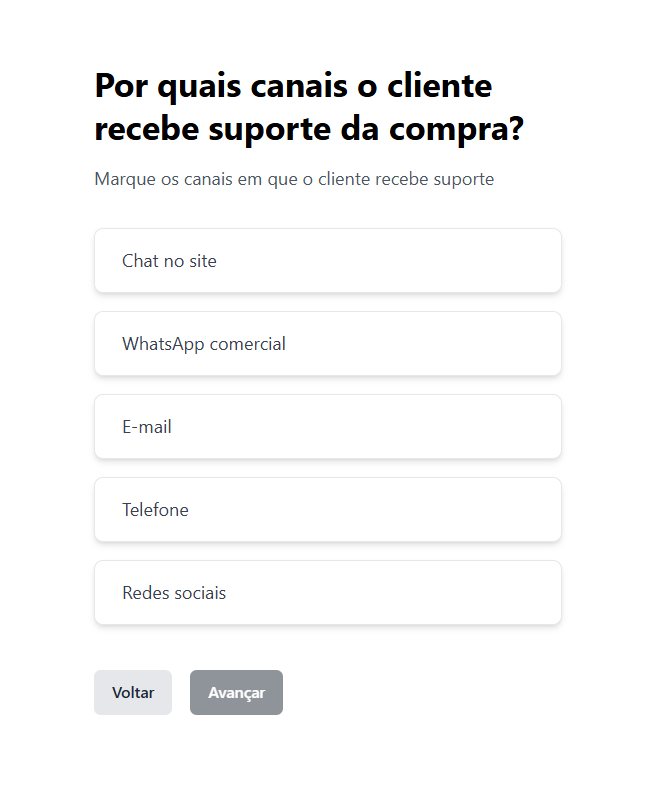 Por quais canais o cliente
recebe suporte da compra?
Marque os canais em que o cliente recebe suporte
Chat no site
WhatsApp comercial
E-mail
Telefone
Redes sociais
Voltar
Avançar